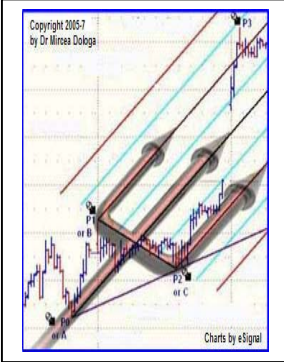 Copyright 2005-7
by Dr Mircea Dologa
P3
P1
or B
P2
or C
P0
or A
Charts by eSignal